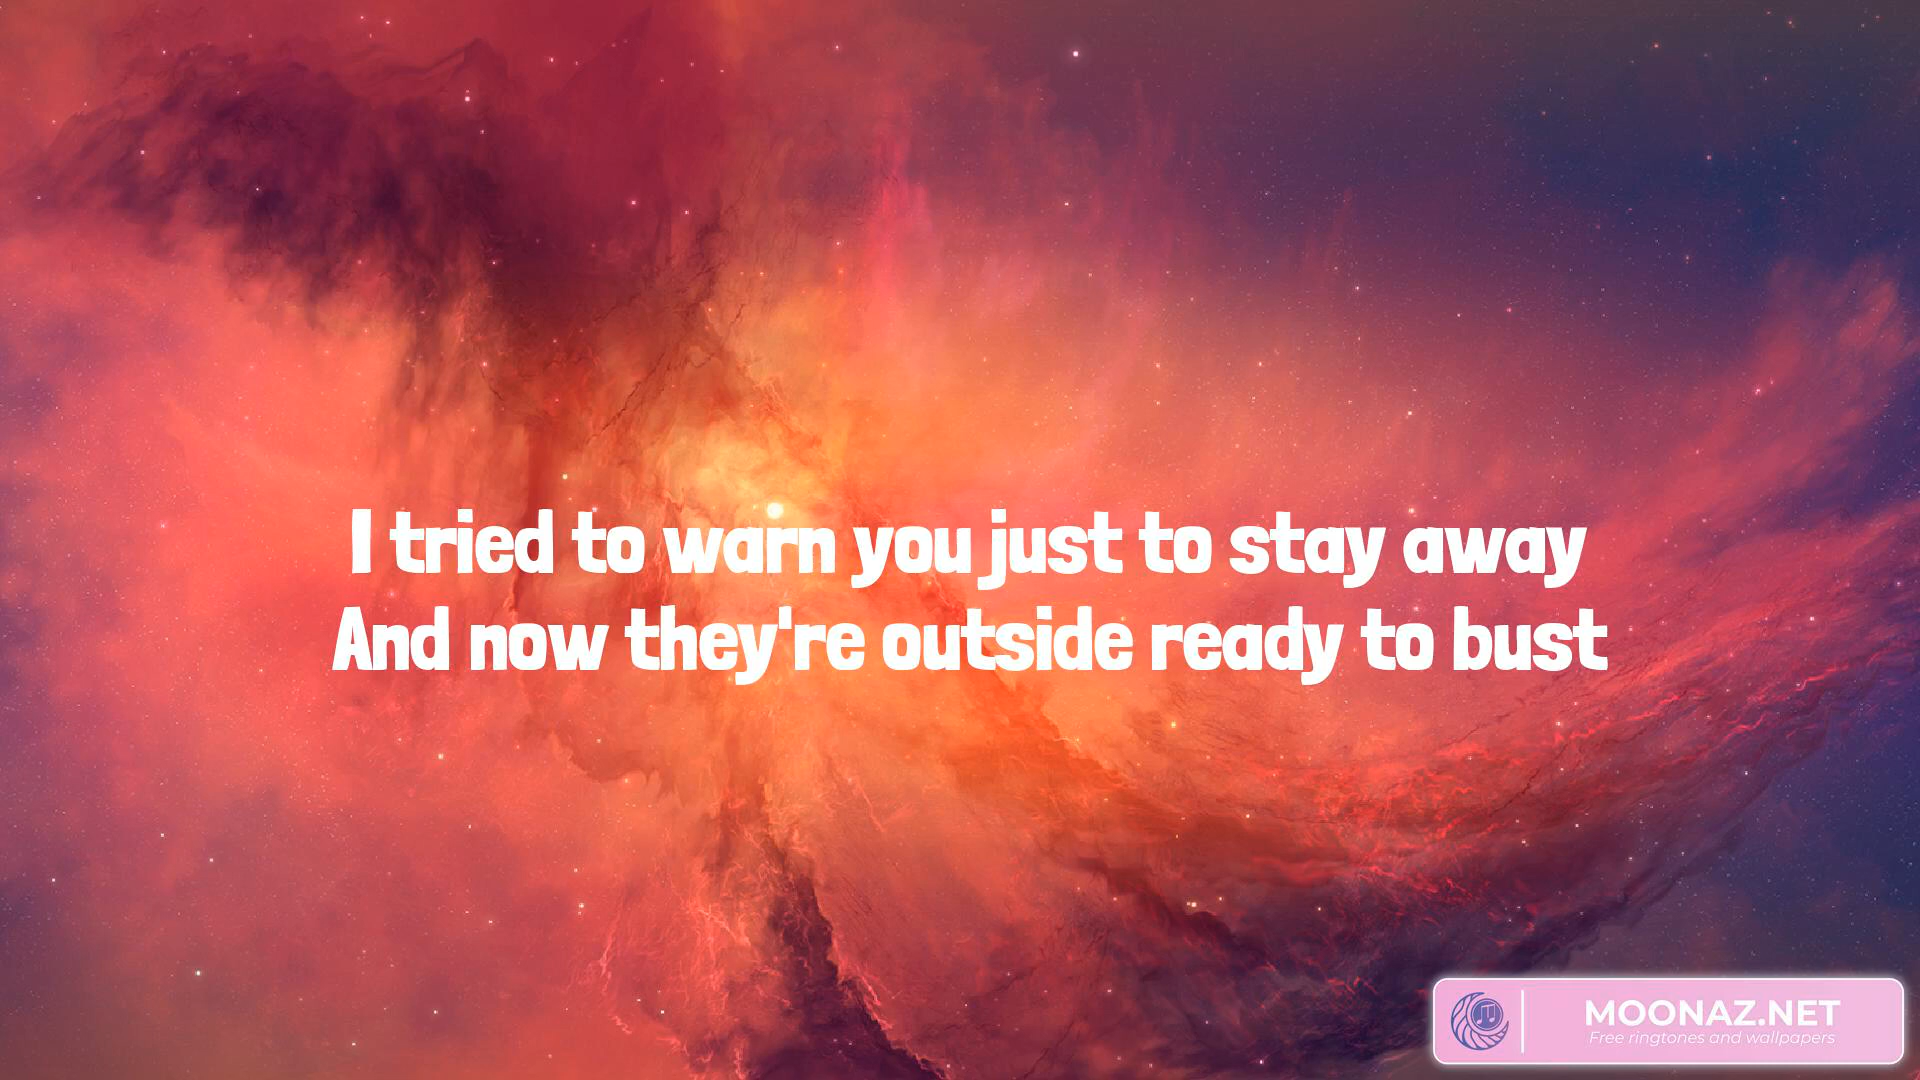 I tried to warn you just to stay away
And now they're outside ready to bust
MOONAZ.NET
Free ringtones and wallpapers